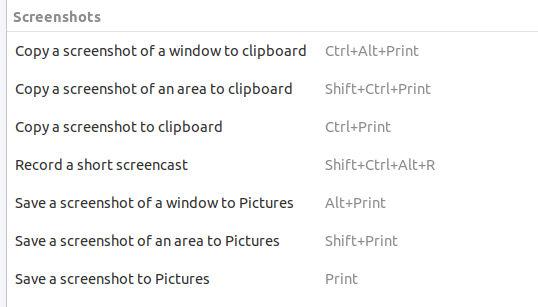 Screenshots
Copy a screenshot of a window to clipboard Ctrl+Alt+Print
Copy a screenshot of an area to clipboard Shift+Ctrl+Print
Copy a screenshot to clipboard Ctrl+Print
Record a short screencast Shift+Ctrl+Alt+R
Save a screenshot of a window to Pictures Alt+Print
Save a screenshot of an area to Pictures Shift+Print
Save a screenshot to Pictures Print